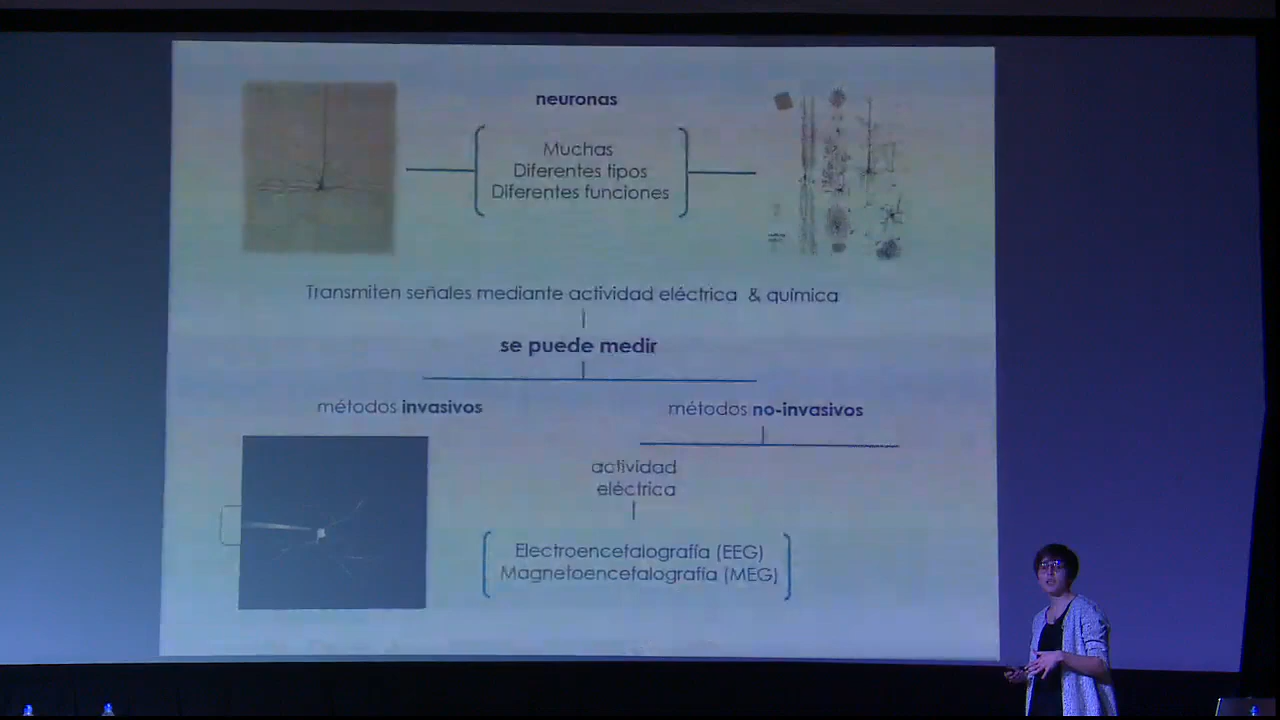 neuronas
Muchas
Diferentes tipos
Diferentes funciones
Transmiten señales mediante actividad eléctrica & química
se puede medir
métodos invasivos
métodos no-invasivos
actividad
eléctrica
Electroencefalografía (EEG)
Magnetoencefalografía (MEG)